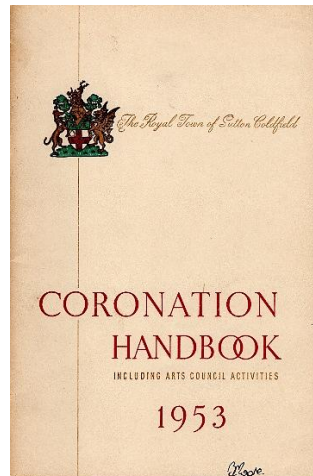 The Royal Town of Sutton Coldfield
CORONATION
HANDBOOK
INCLUDING ARTS COUNCIL ACTIVITIES
1953